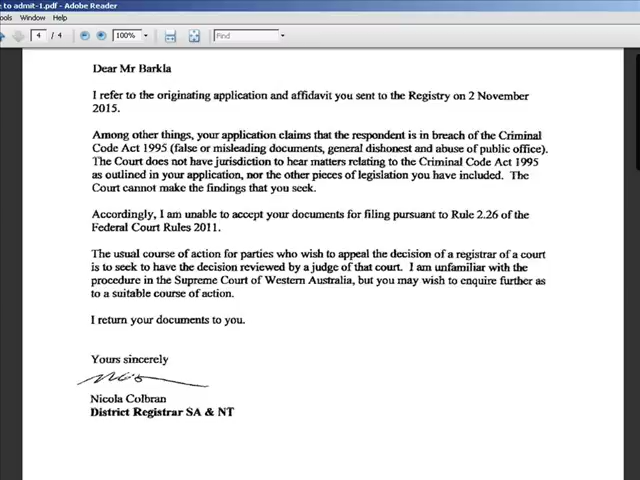 e to admit-1.pdf - Adobe Reader
ools Window Help
4 / 4 100% Find
Dear Mr Barkla
I refer to the originating application and affidavit you sent to the Registry on 2 November
2015.
Among other things, your application claims that the respondent is in breach of the Criminal
Code Act 1995 (false or misleading documents, general dishonest and abuse of public office).
The Court does not have jurisdiction to hear matters relating to the Criminal Code Act 1995
as outlined in your application, nor the other pieces of legislation you have included. The
Court cannot make the findings that you seek.
Accordingly, I am unable to accept your documents for filing pursuant to Rule 2.26 of the
Federal Court Rules 2011.
The usual course of action for parties who wish to appeal the decision of a registrar of a court
is to seek to have the decision reviewed by a judge of that court. I am unfamiliar with the
procedure in the Supreme Court of Western Australia, but you may wish to enquire further as
to a suitable course of action.
I return your documents to you.
Yours sincerely
Nicola Colbran
District Registrar SA & NT